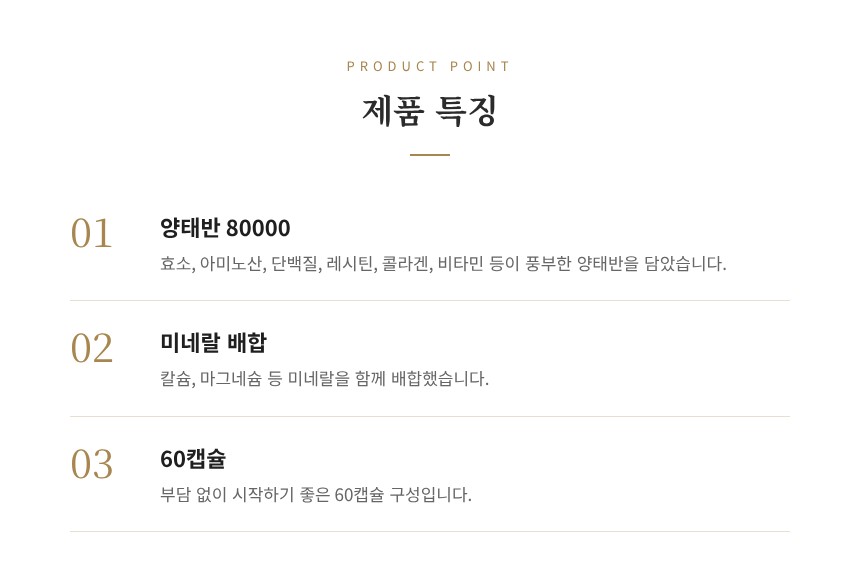 PRODUCT POINT
제품 특징
01
양태반 80000
효소, 아미노산, 단백질, 레시틴, 콜라겐, 비타민 등이 풍부한 양태반을 담았습니다.
02
미네랄 배합
칼슘, 마그네슘 등 미네랄을 함께 배합했습니다.
03
60캡슐
부담 없이 시작하기 좋은 60캡슐 구성입니다.